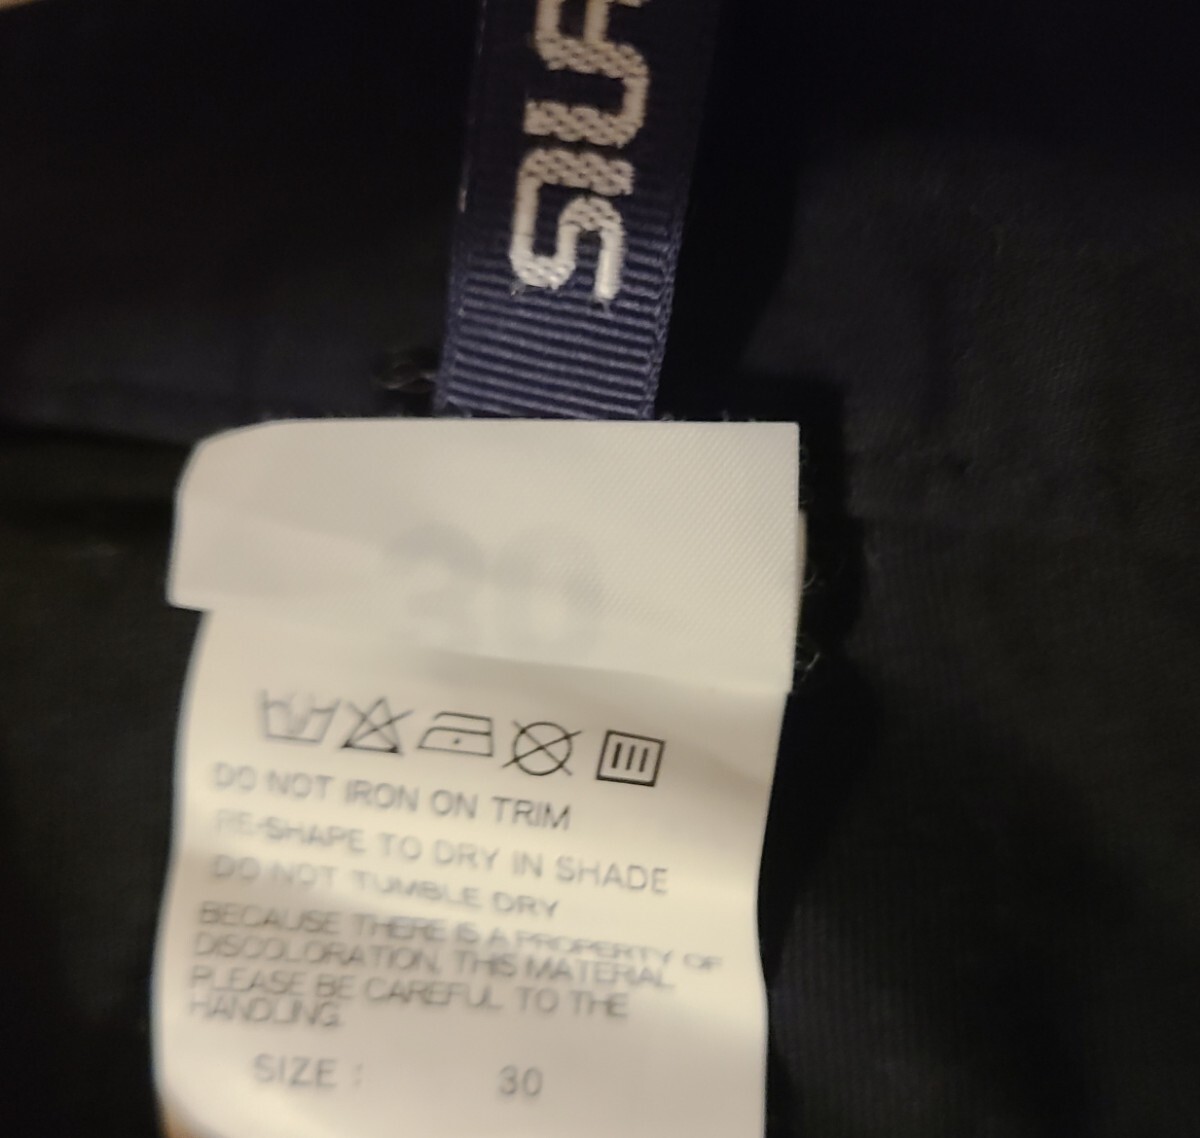 30
DO NOT IRON ON TRIM
RE-SHAPE TO DRY IN SHADE
DO NOT TUMBLE DRY
BECAUSE THERE IS A PROPERTY OF
DISCOLORATION, THIS MATERIAL
PLEASE BE CAREFUL TO THE
HANDLING.
SIZE : 30